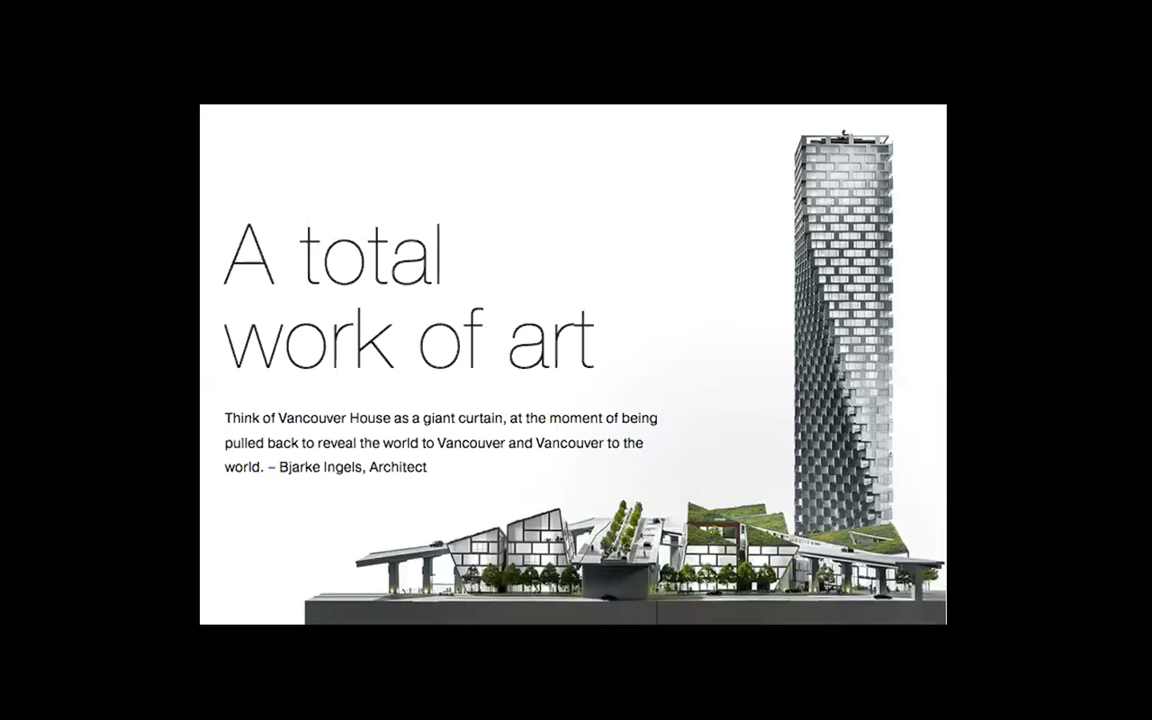 A total
work of art
Think of Vancouver House as a giant curtain, at the moment of being
pulled back to reveal the world to Vancouver and Vancouver to the
world. – Bjarke Ingels, Architect